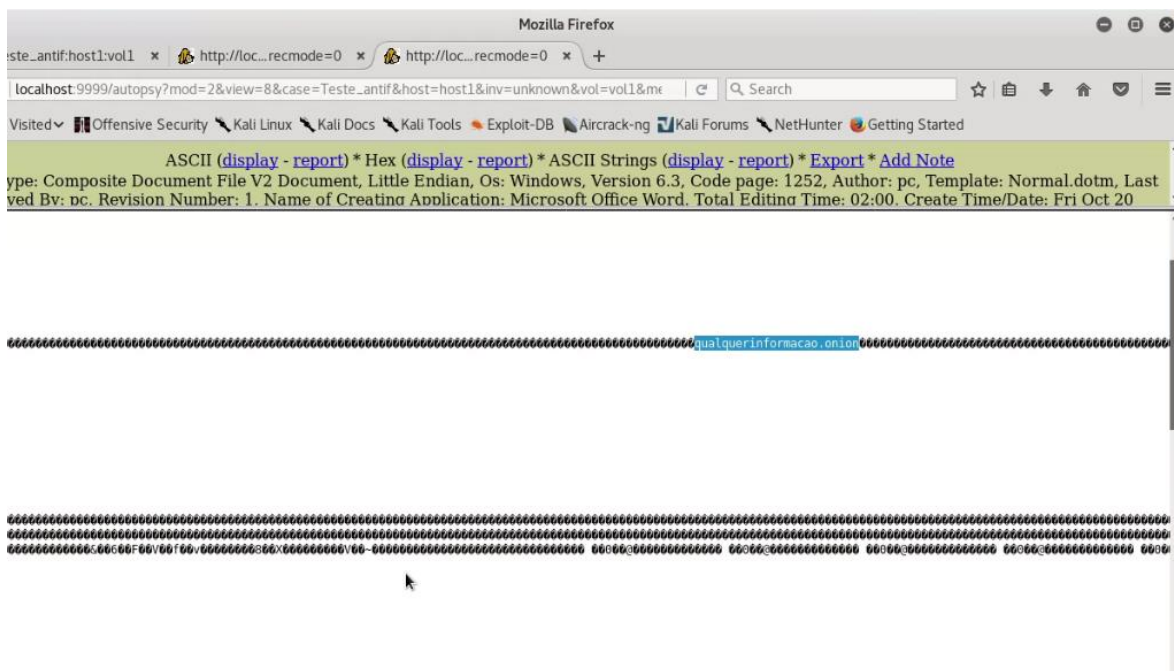 Mozilla Firefox
este_antif:host1:vol1 × http://loc...recmode=0 × http://loc...recmode=0 × +
localhost:9999/autopsy?mod=2&view=8&case=Teste_antif&host=host1&inv=unknown&vol=vol1&me Search
Visited Offensive Security Kali Linux Kali Docs Kali Tools Exploit-DB Aircrack-ng Kali Forums NetHunter Getting Started
ASCII (display - report) * Hex (display - report) * ASCII Strings (display - report) * Export * Add Note
ype: Composite Document File V2 Document, Little Endian, Os: Windows, Version 6.3, Code page: 1252, Author: pc, Template: Normal.dotm, Last
ved By: pc, Revision Number: 1, Name of Creating Application: Microsoft Office Word, Total Editing Time: 02:00, Create Time/Date: Fri Oct 20
qualquerinformacao.onion